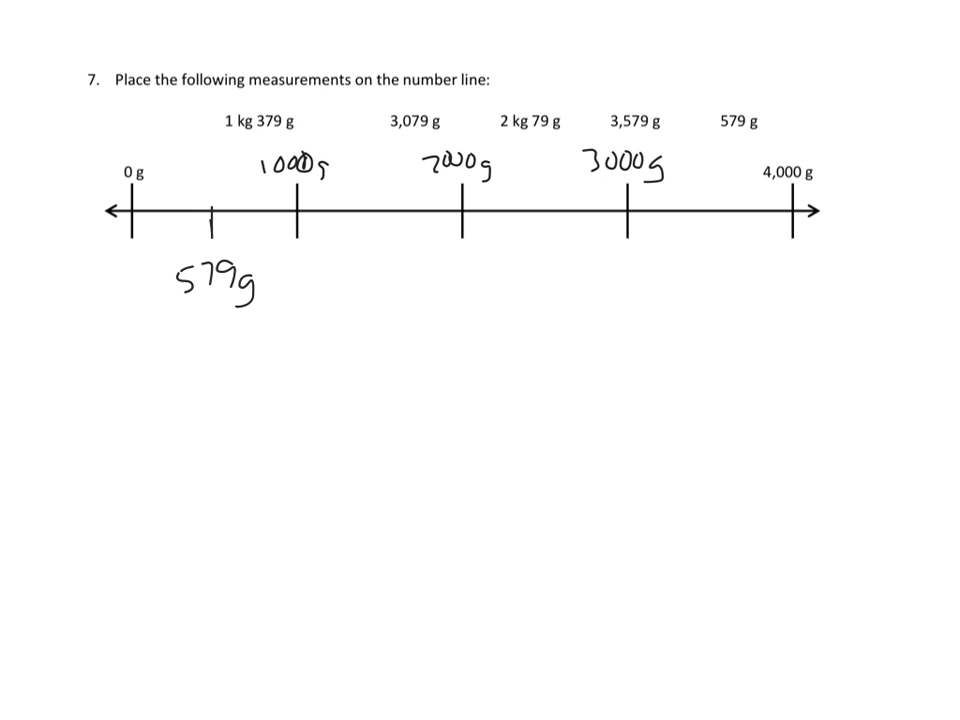 7. Place the following measurements on the number line:
1 kg 379 g 3,079 g 2 kg 79 g 3,579 g 579 g
0 g 1000g 2000g 3000g 4,000 g
579g